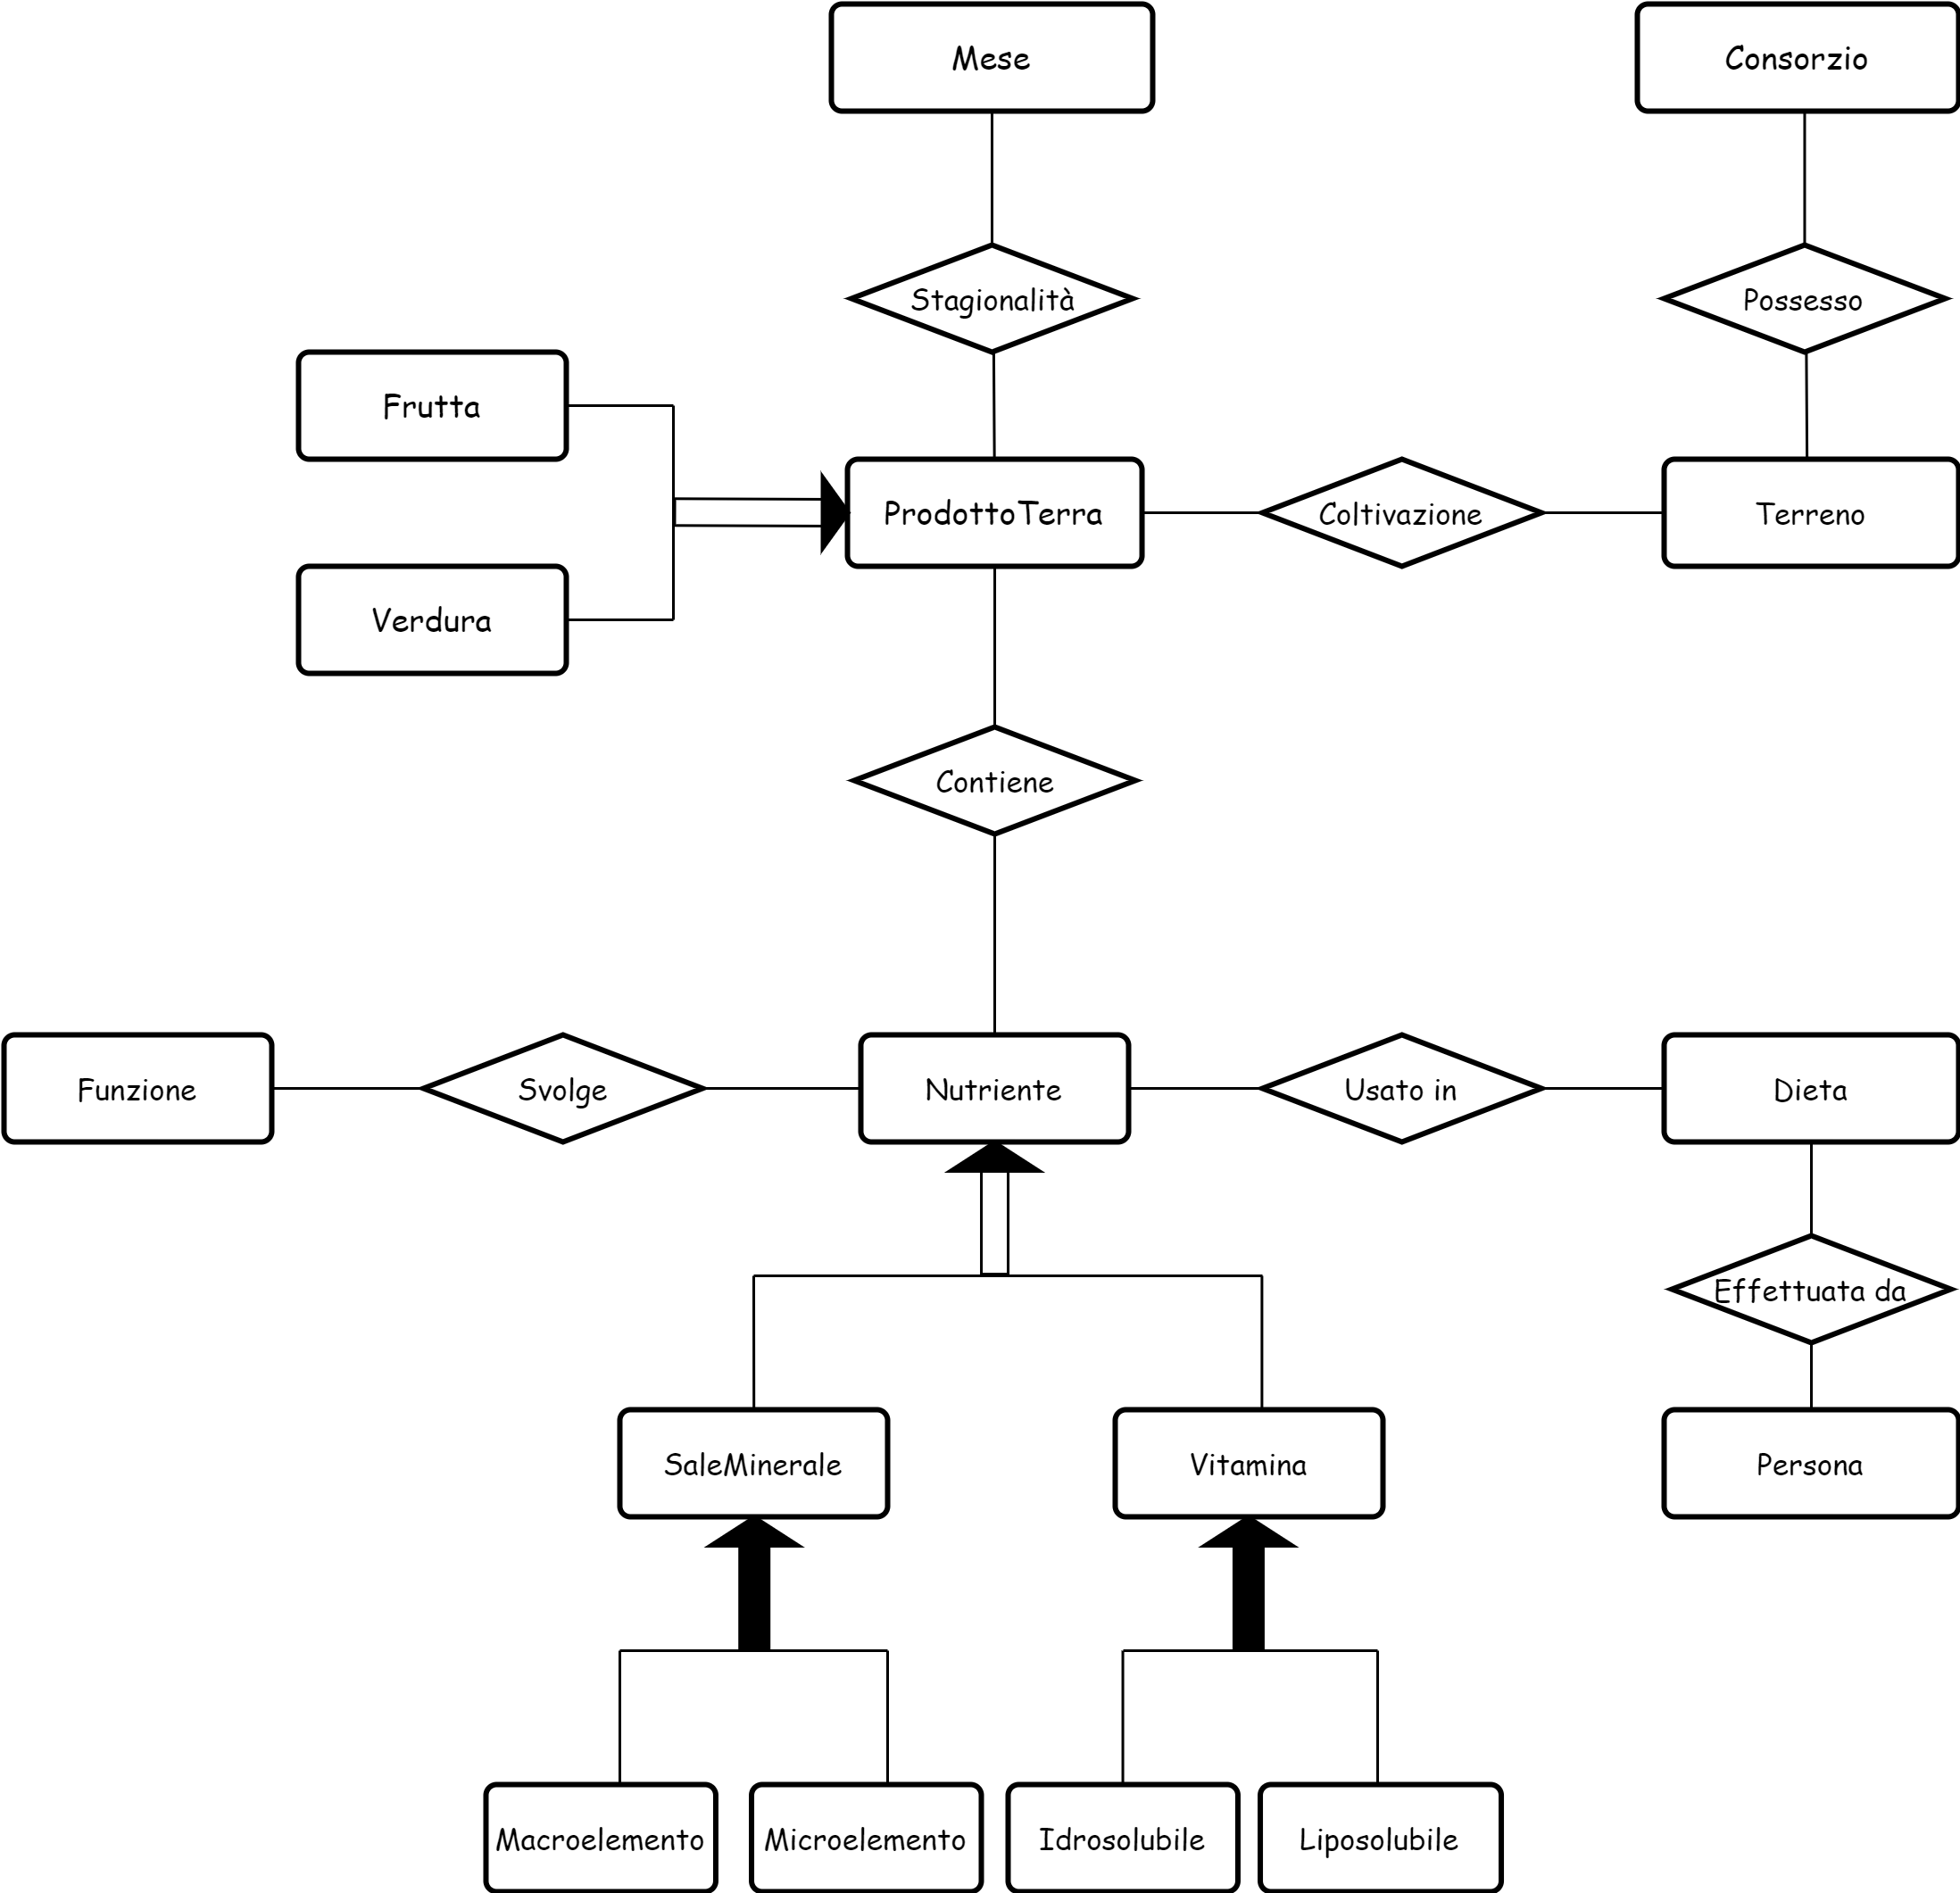 Mese
Consorzio
Stagionalità
Possesso
Frutta
ProdottoTerra
Coltivazione
Terreno
Verdura
Contiene
Funzione
Svolge
Nutriente
Usato in
Dieta
Effettuata da
SaleMinerale
Vitamina
Persona
Macroelemento
Microelemento
Idrosolubile
Liposolubile